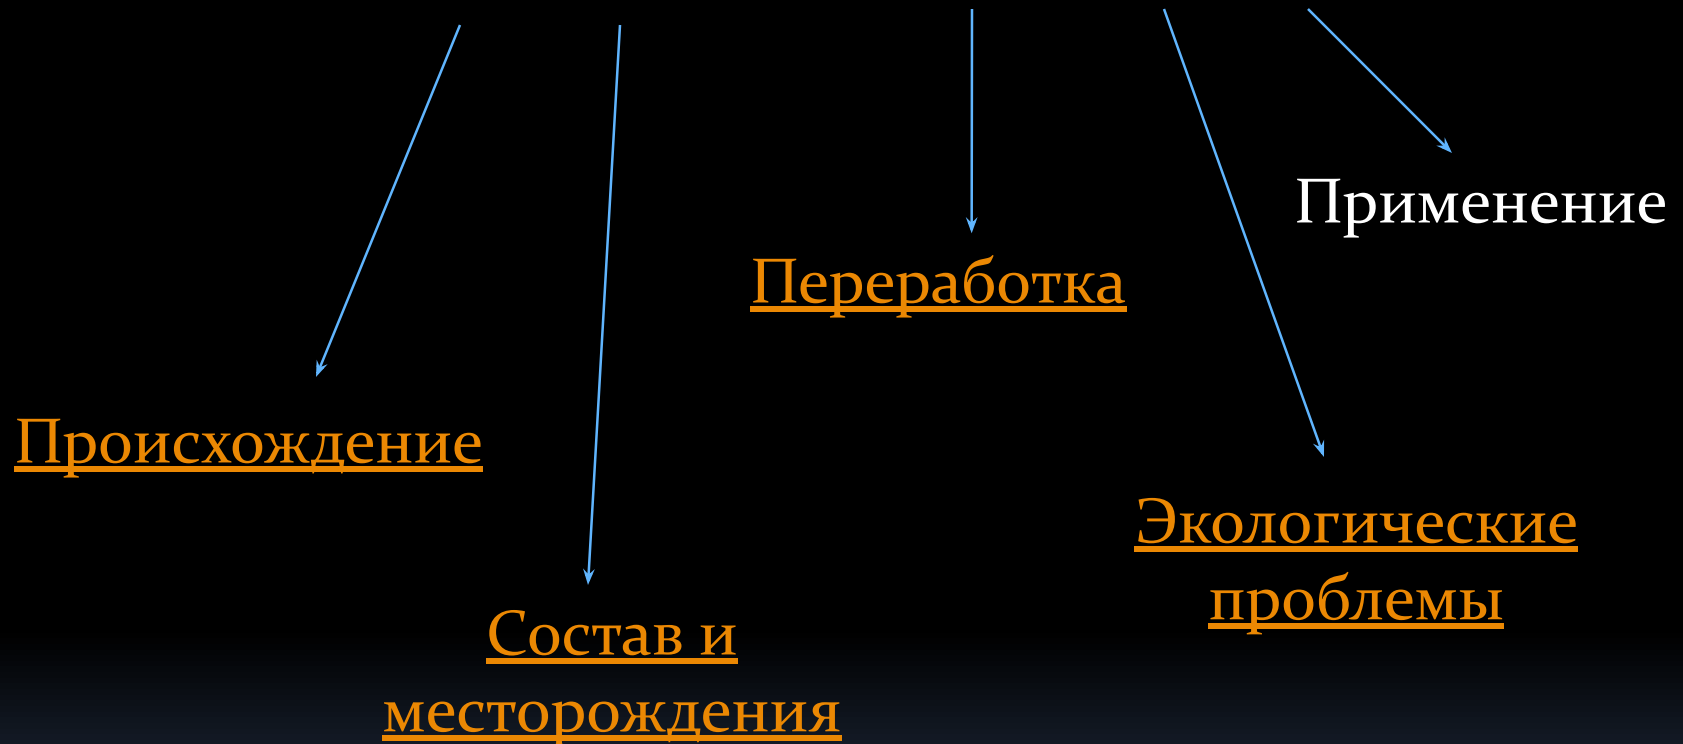 Применение
Переработка
Происхождение
Экологические
проблемы
Состав и
месторождения